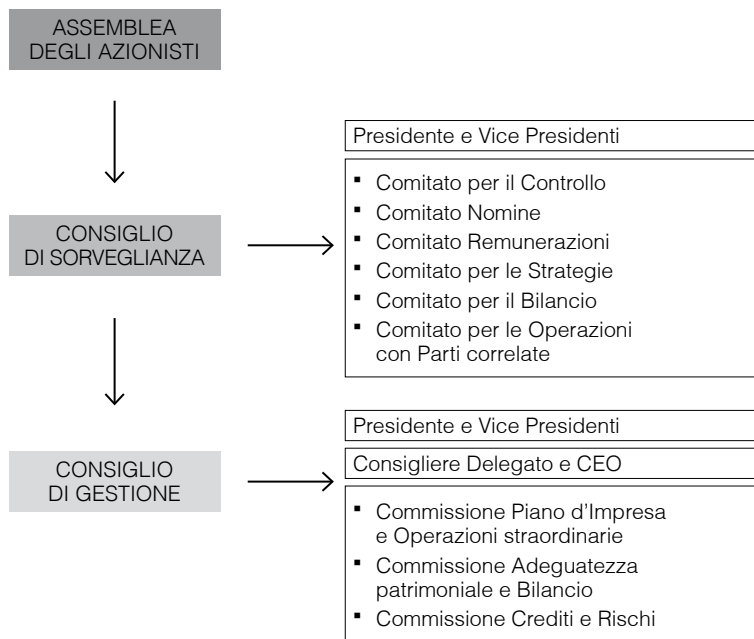 ASSEMBLEA
DEGLI AZIONISTI
Presidente e Vice Presidenti
CONSIGLIO
DI SORVEGLIANZA
▪ Comitato per il Controllo
▪ Comitato Nomine
▪ Comitato Remunerazioni
▪ Comitato per le Strategie
▪ Comitato per il Bilancio
▪ Comitato per le Operazioni
con Parti correlate
Presidente e Vice Presidenti
Consigliere Delegato e CEO
CONSIGLIO
DI GESTIONE
▪ Commissione Piano d'Impresa
e Operazioni straordinarie
▪ Commissione Adeguatezza
patrimoniale e Bilancio
▪ Commissione Crediti e Rischi